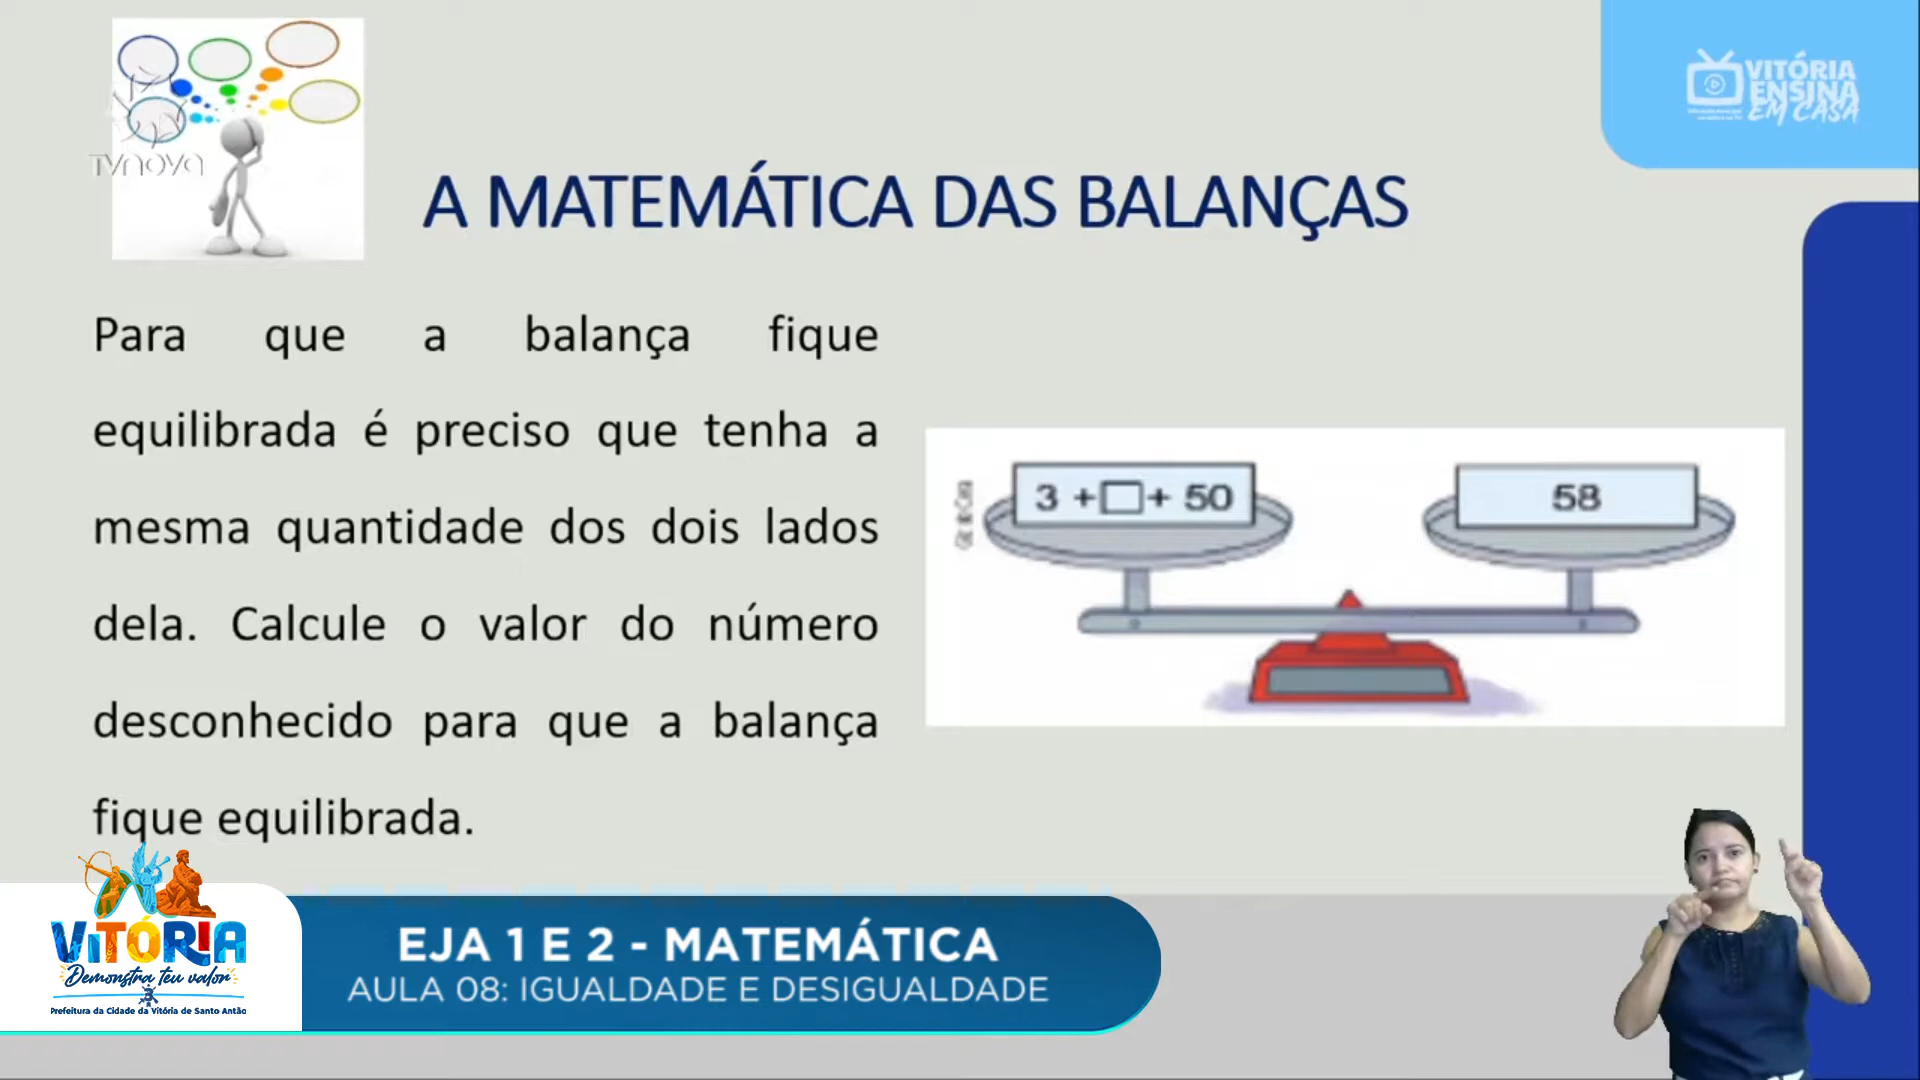 TVNOVA
VITÓRIA
ENSINA
EM CASA
A MATEMÁTICA DAS BALANÇAS
Para que a balança fique
equilibrada é preciso que tenha a
mesma quantidade dos dois lados
dela. Calcule o valor do número
desconhecido para que a balança
fique equilibrada.
3 + □ + 50
58
VITÓRIA
Demonstra teu valor
Prefeitura da Cidade da Vitória de Santo Antão
EJA 1 E 2 - MATEMÁTICA
AULA 08: IGUALDADE E DESIGUALDADE